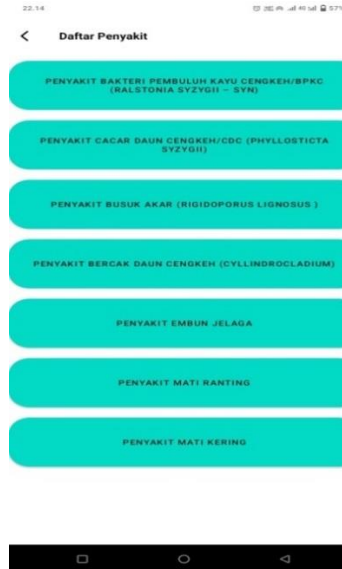 22.14
57%
Daftar Penyakit
PENYAKIT BAKTERI PEMBULUH KAYU CENGKEH/BPKC
(RALSTONIA SYZYGII – SYN)
PENYAKIT CACAR DAUN CENGKEH/CDC (PHYLLOSTICTA
SYZYGII)
PENYAKIT BUSUK AKAR (RIGIDOPORUS LIGNOSUS )
PENYAKIT BERCAK DAUN CENGKEH (CYLLINDROCLADIUM)
PENYAKIT EMBUN JELAGA
PENYAKIT MATI RANTING
PENYAKIT MATI KERING